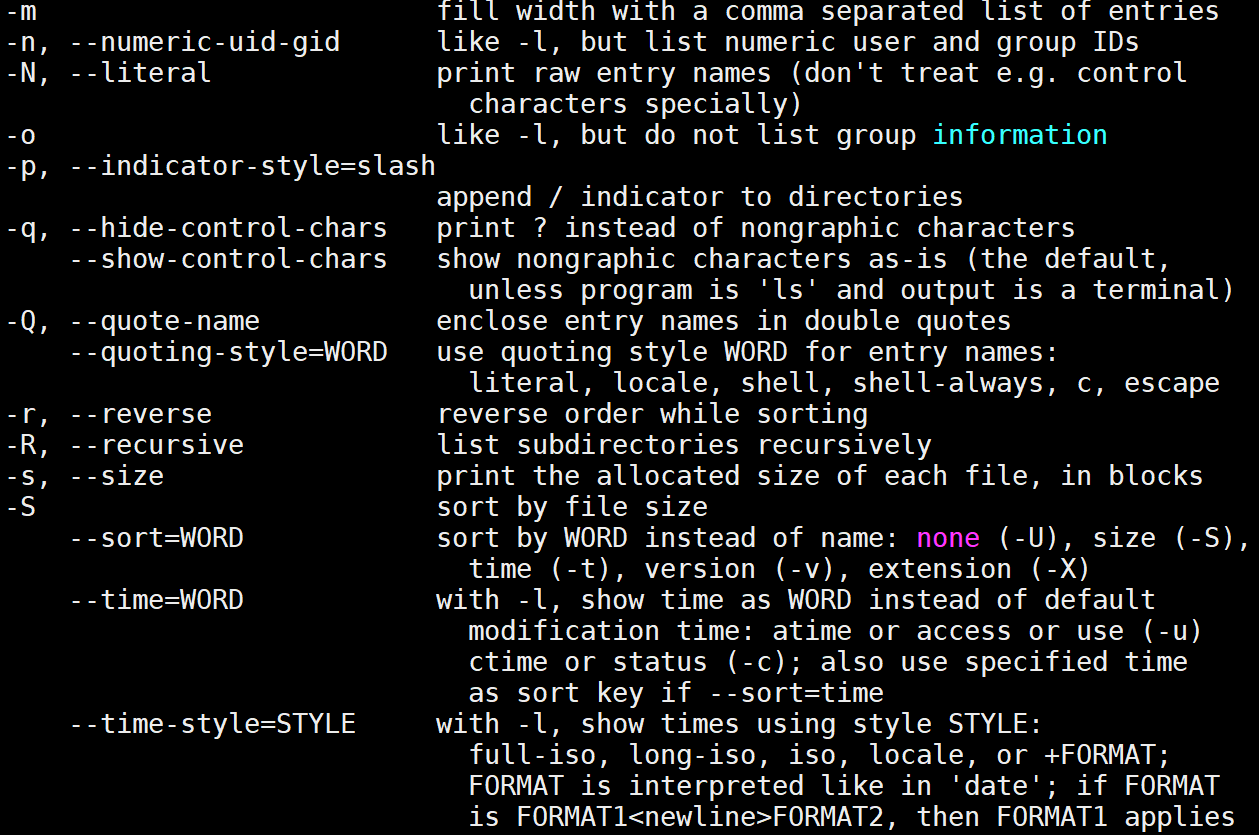 -m                         fill width with a comma separated list of entries
-n, --numeric-uid-gid      like -l, but list numeric user and group IDs
-N, --literal              print raw entry names (don't treat e.g. control
                             characters specially)
-o                         like -l, but do not list group information
-p, --indicator-style=slash
                           append / indicator to directories
-q, --hide-control-chars   print ? instead of nongraphic characters
    --show-control-chars   show nongraphic characters as-is (the default,
                             unless program is 'ls' and output is a terminal)
-Q, --quote-name           enclose entry names in double quotes
    --quoting-style=WORD   use quoting style WORD for entry names:
                             literal, locale, shell, shell-always, c, escape
-r, --reverse              reverse order while sorting
-R, --recursive            list subdirectories recursively
-s, --size                 print the allocated size of each file, in blocks
-S                         sort by file size
    --sort=WORD            sort by WORD instead of name: none (-U), size (-S),
                             time (-t), version (-v), extension (-X)
    --time=WORD            with -l, show time as WORD instead of default
                             modification time: atime or access or use (-u)
                             ctime or status (-c); also use specified time
                             as sort key if --sort=time
    --time-style=STYLE     with -l, show times using style STYLE:
                             full-iso, long-iso, iso, locale, or +FORMAT;
                             FORMAT is interpreted like in 'date'; if FORMAT
                             is FORMAT1<newline>FORMAT2, then FORMAT1 applies